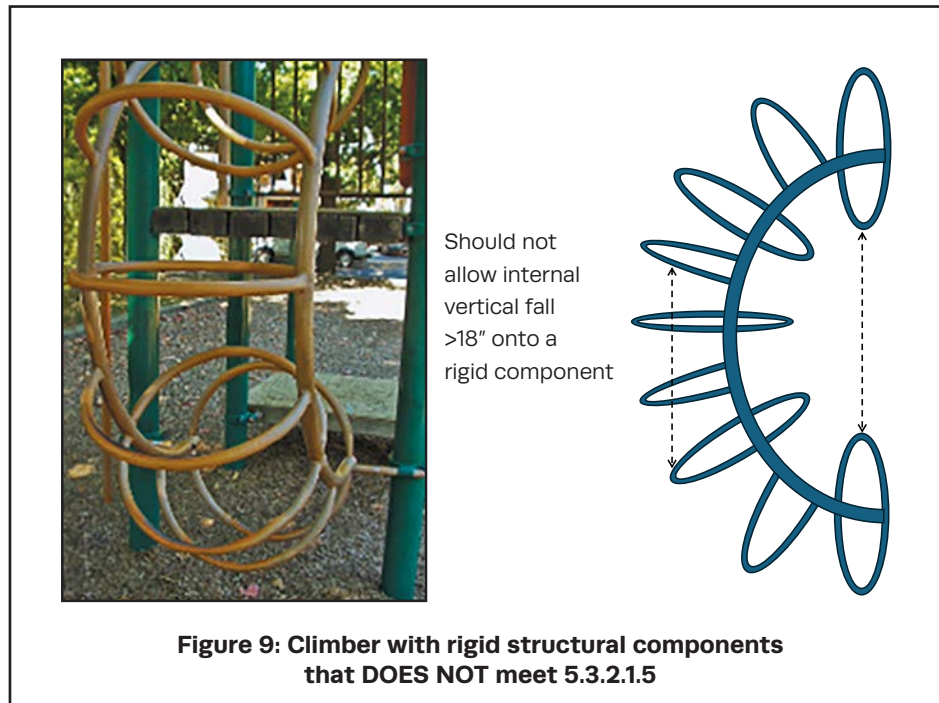 Should not
allow internal
vertical fall
>18" onto a
rigid component
Figure 9: Climber with rigid structural components
that DOES NOT meet 5.3.2.1.5